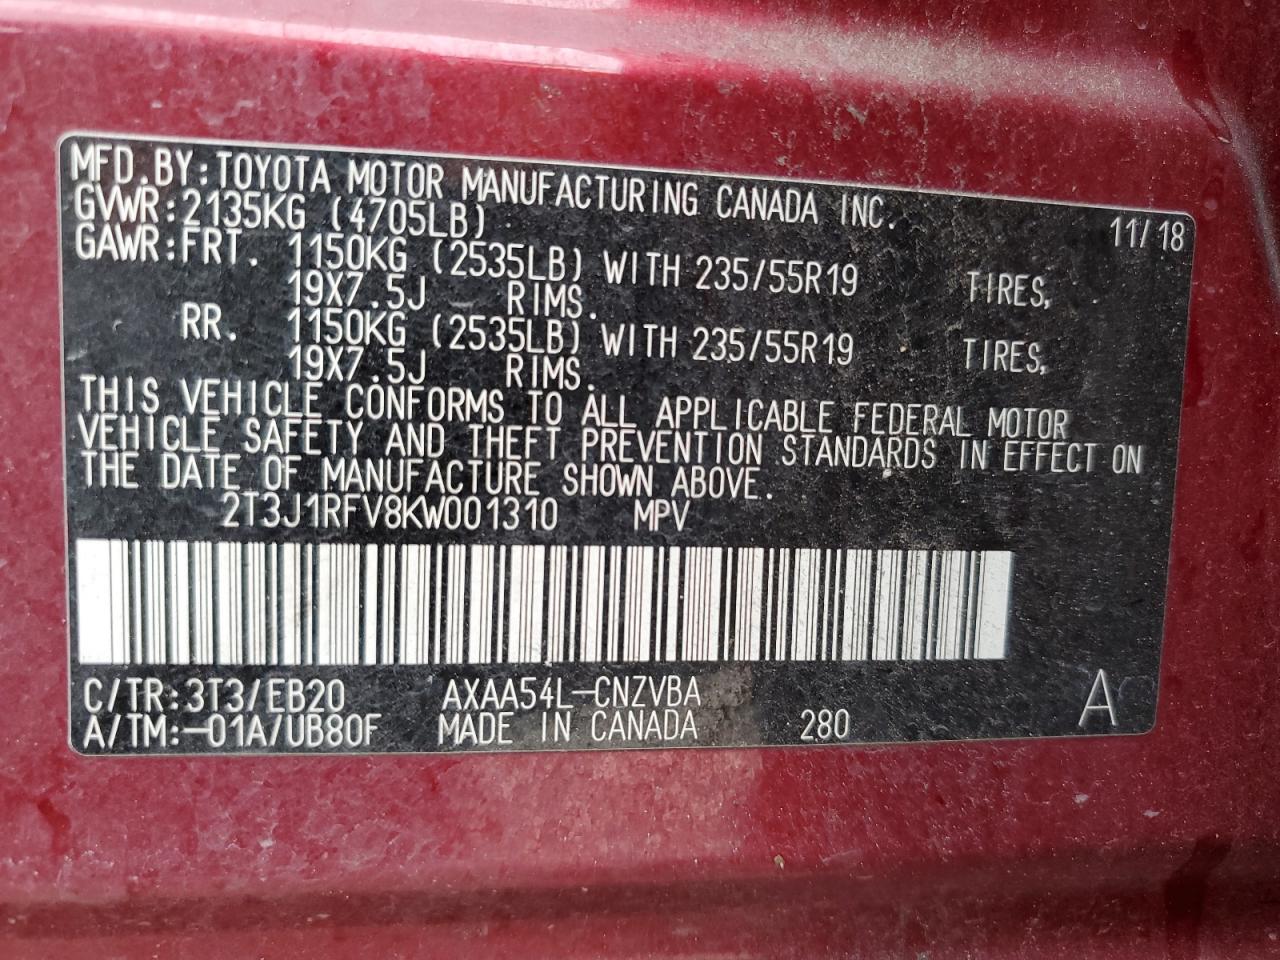 MFD.BY:TOYOTA MOTOR MANUFACTURING CANADA INC. 11/18
GVWR:2135KG (4705LB)
GAWR:FRT. 1150KG (2535LB) WITH 235/55R19 TIRES,
19X7.5J RIMS.
RR. 1150KG (2535LB) WITH 235/55R19 TIRES,
19X7.5J RIMS.
THIS VEHICLE CONFORMS TO ALL APPLICABLE FEDERAL MOTOR
VEHICLE SAFETY AND THEFT PREVENTION STANDARDS IN EFFECT ON
THE DATE OF MANUFACTURE SHOWN ABOVE.
2T3J1RFV8KW001310 MPV
C/TR:3T3/EB20 AXAA54L-CNZVBA A
A/TM:-01A/UB80F MADE IN CANADA 280